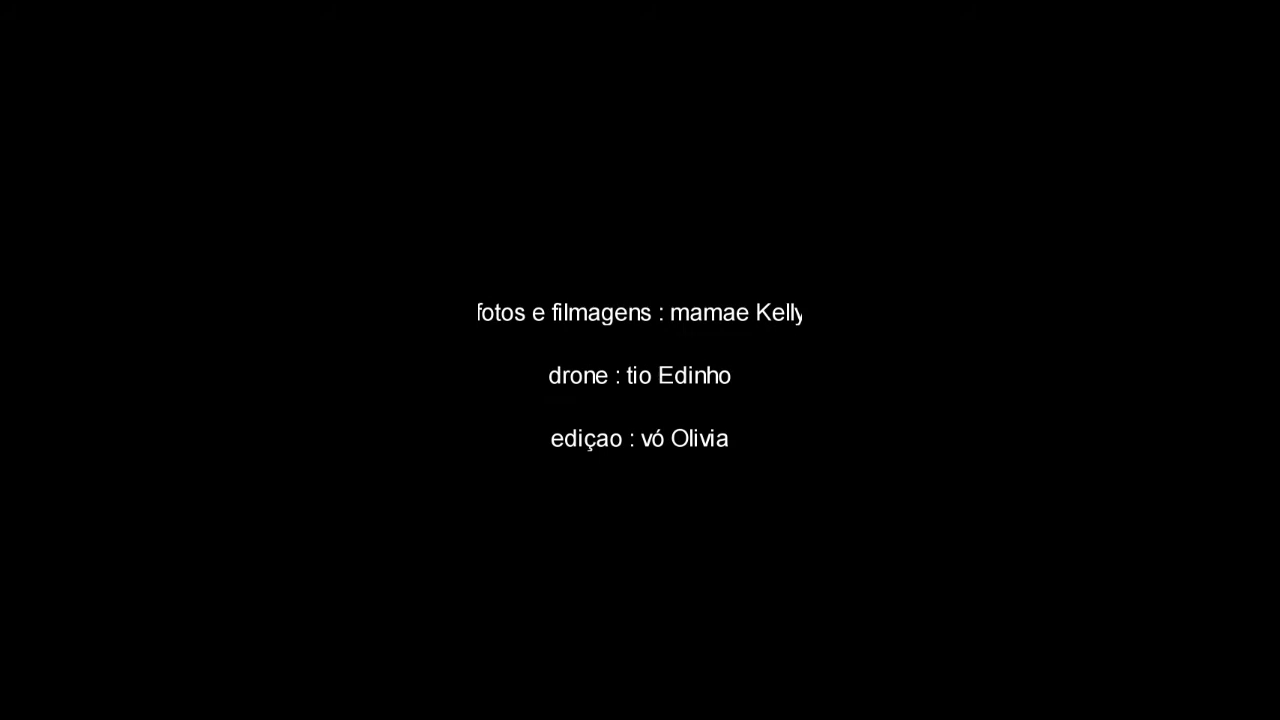 fotos e filmagens : mamae Kelly
drone : tio Edinho
ediçao : vó Olivia